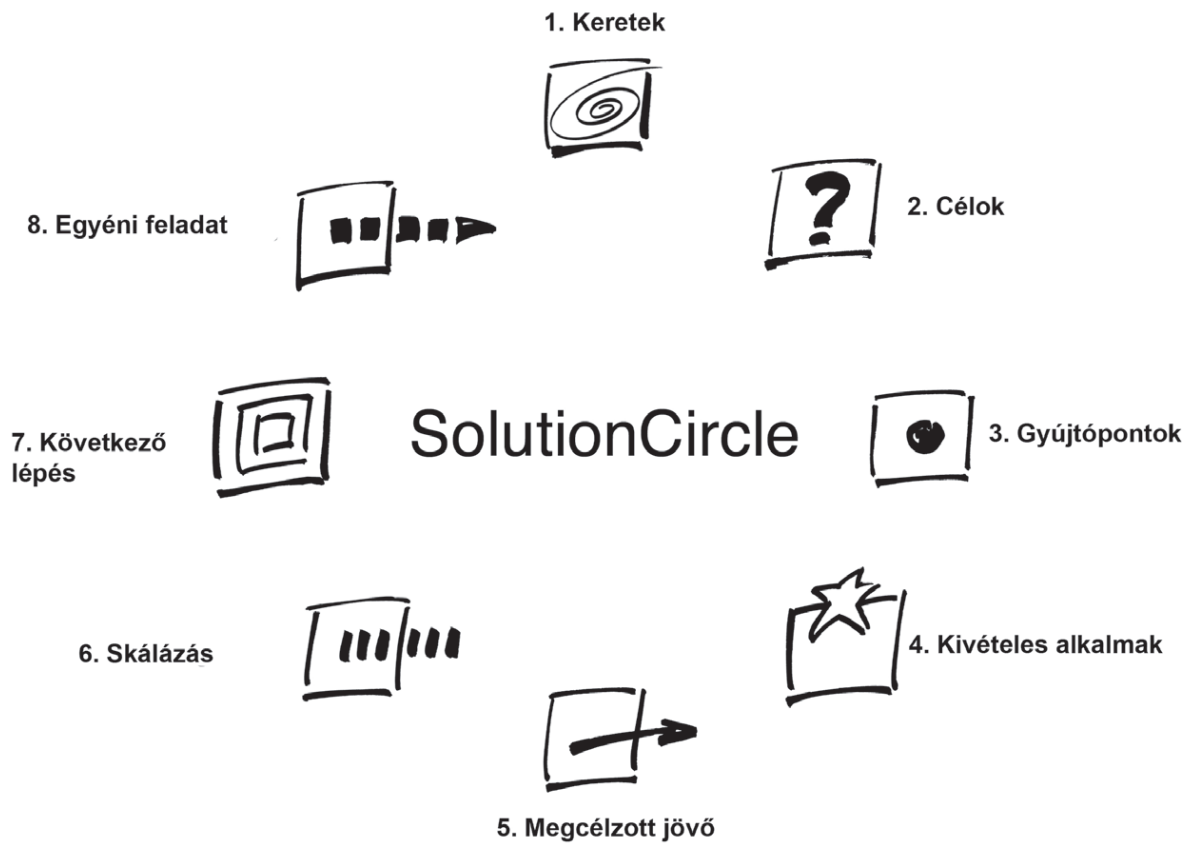 1. Keretek
2. Célok
8. Egyéni feladat
SolutionCircle
3. Gyújtópontok
7. Következő
lépés
4. Kivételes alkalmak
6. Skálázás
5. Megcélzott jövő